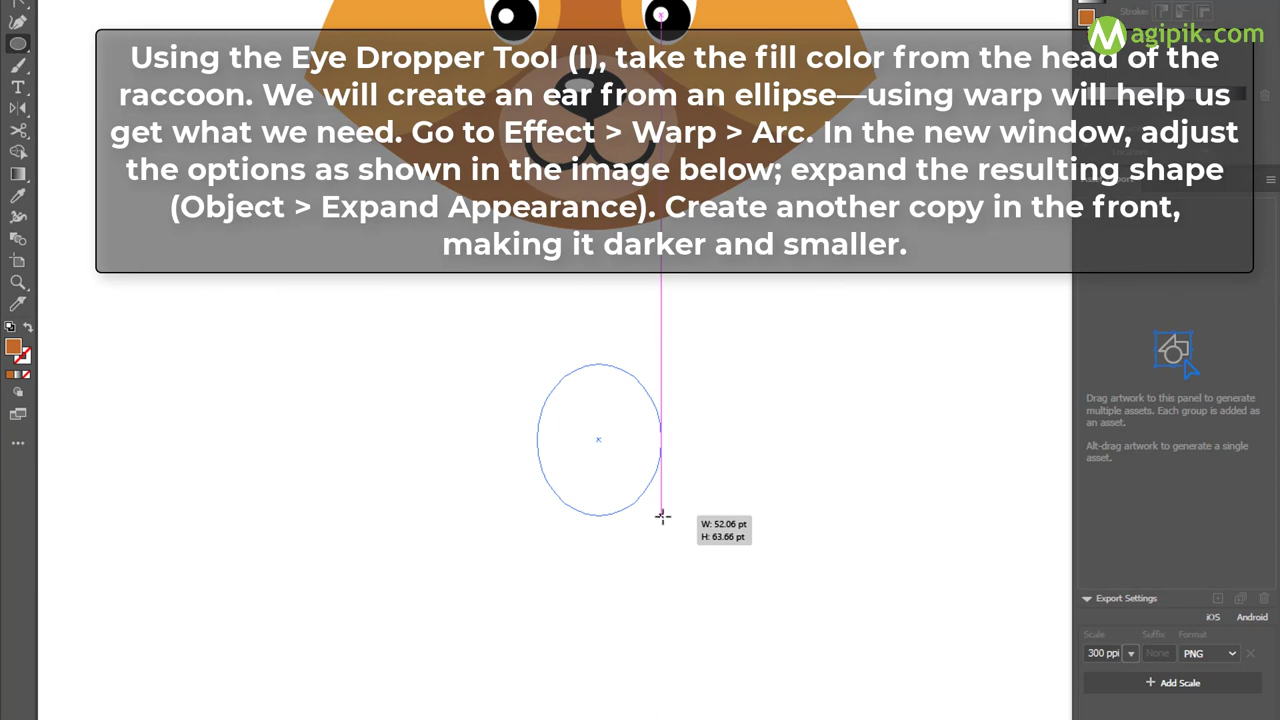 Stroke:
Magipik.com
Using the Eye Dropper Tool (I), take the fill color from the head of the
raccoon. We will create an ear from an ellipse—using warp will help us
get what we need. Go to Effect > Warp > Arc. In the new window, adjust
the options as shown in the image below; expand the resulting shape
(Object > Expand Appearance). Create another copy in the front,
making it darker and smaller.
Drag artwork to this panel to generate
multiple assets. Each group is added as
an asset.
Alt-drag artwork to generate a single
asset.
W: 52.06 pt
H: 63.66 pt
Export Settings
iOS Android
Scale Suffix Format
300 ppi None PNG
+ Add Scale